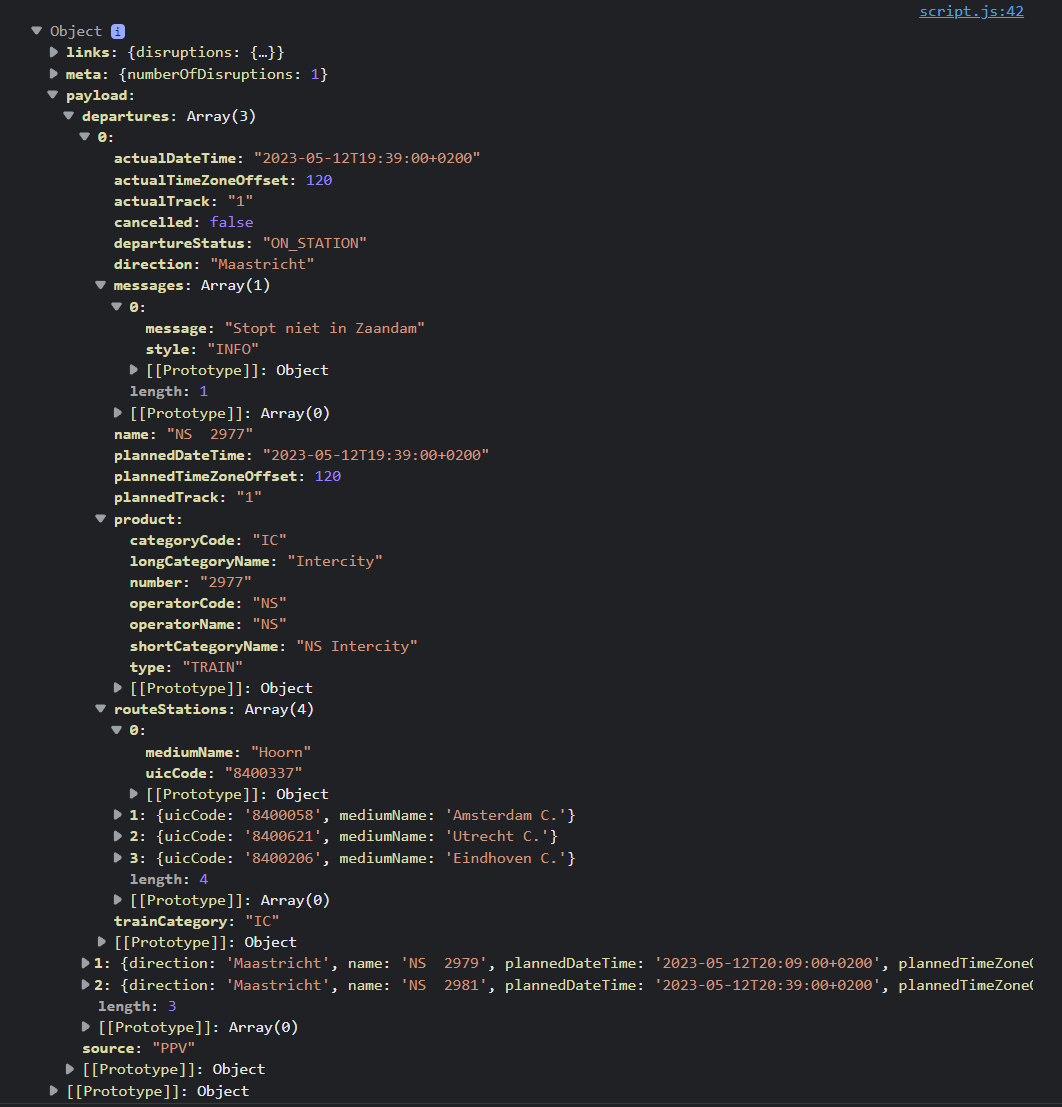 script.js:42
▼ Object i
▶ links: {disruptions: {…}}
▶ meta: {numberOfDisruptions: 1}
▼ payload:
▼ departures: Array(3)
▼ 0:
actualDateTime: "2023-05-12T19:39:00+0200"
actualTimeZoneOffset: 120
actualTrack: "1"
cancelled: false
departureStatus: "ON_STATION"
direction: "Maastricht"
▼ messages: Array(1)
▼ 0:
message: "Stopt niet in Zaandam"
style: "INFO"
▶ [[Prototype]]: Object
length: 1
▶ [[Prototype]]: Array(0)
name: "NS  2977"
plannedDateTime: "2023-05-12T19:39:00+0200"
plannedTimeZoneOffset: 120
plannedTrack: "1"
▼ product:
categoryCode: "IC"
longCategoryName: "Intercity"
number: "2977"
operatorCode: "NS"
operatorName: "NS"
shortCategoryName: "NS Intercity"
type: "TRAIN"
▶ [[Prototype]]: Object
▼ routeStations: Array(4)
▼ 0:
mediumName: "Hoorn"
uicCode: "8400337"
▶ [[Prototype]]: Object
▶ 1: {uicCode: '8400058', mediumName: 'Amsterdam C.'}
▶ 2: {uicCode: '8400621', mediumName: 'Utrecht C.'}
▶ 3: {uicCode: '8400206', mediumName: 'Eindhoven C.'}
length: 4
▶ [[Prototype]]: Array(0)
trainCategory: "IC"
▶ [[Prototype]]: Object
▶ 1: {direction: 'Maastricht', name: 'NS  2979', plannedDateTime: '2023-05-12T20:09:00+0200', plannedTimeZone
▶ 2: {direction: 'Maastricht', name: 'NS  2981', plannedDateTime: '2023-05-12T20:39:00+0200', plannedTimeZone
length: 3
▶ [[Prototype]]: Array(0)
source: "PPV"
▶ [[Prototype]]: Object
▶ [[Prototype]]: Object